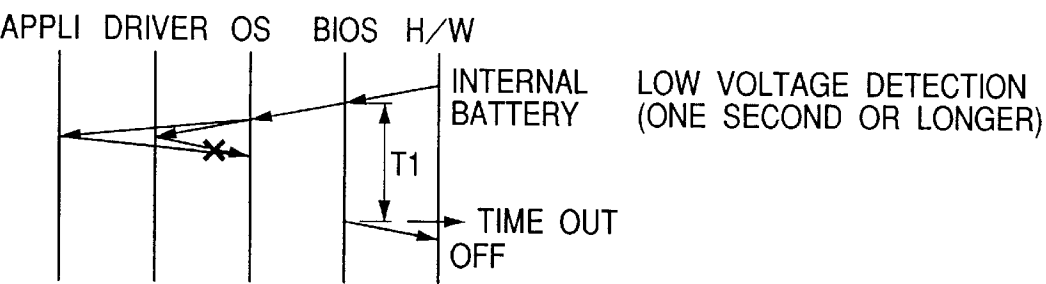 APPLI DRIVER OS BIOS H/W
INTERNAL BATTERY
LOW VOLTAGE DETECTION
(ONE SECOND OR LONGER)
T1
TIME OUT
OFF